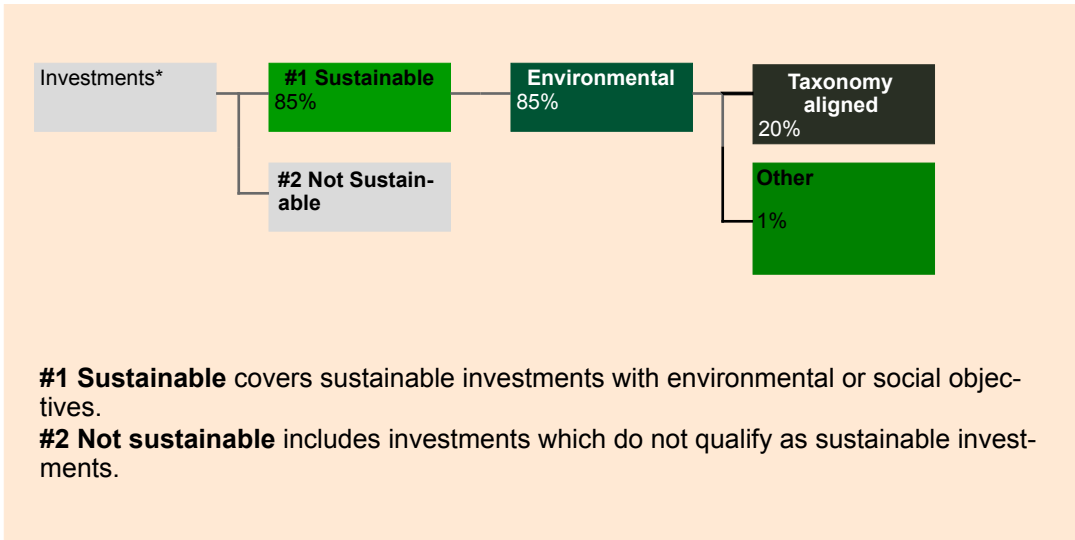 Investments*
#1 Sustainable
85%
Environmental
85%
Taxonomy
aligned
20%
#2 Not Sustain-
able
Other
1%
#1 Sustainable covers sustainable investments with environmental or social objec-
tives.
#2 Not sustainable includes investments which do not qualify as sustainable invest-
ments.